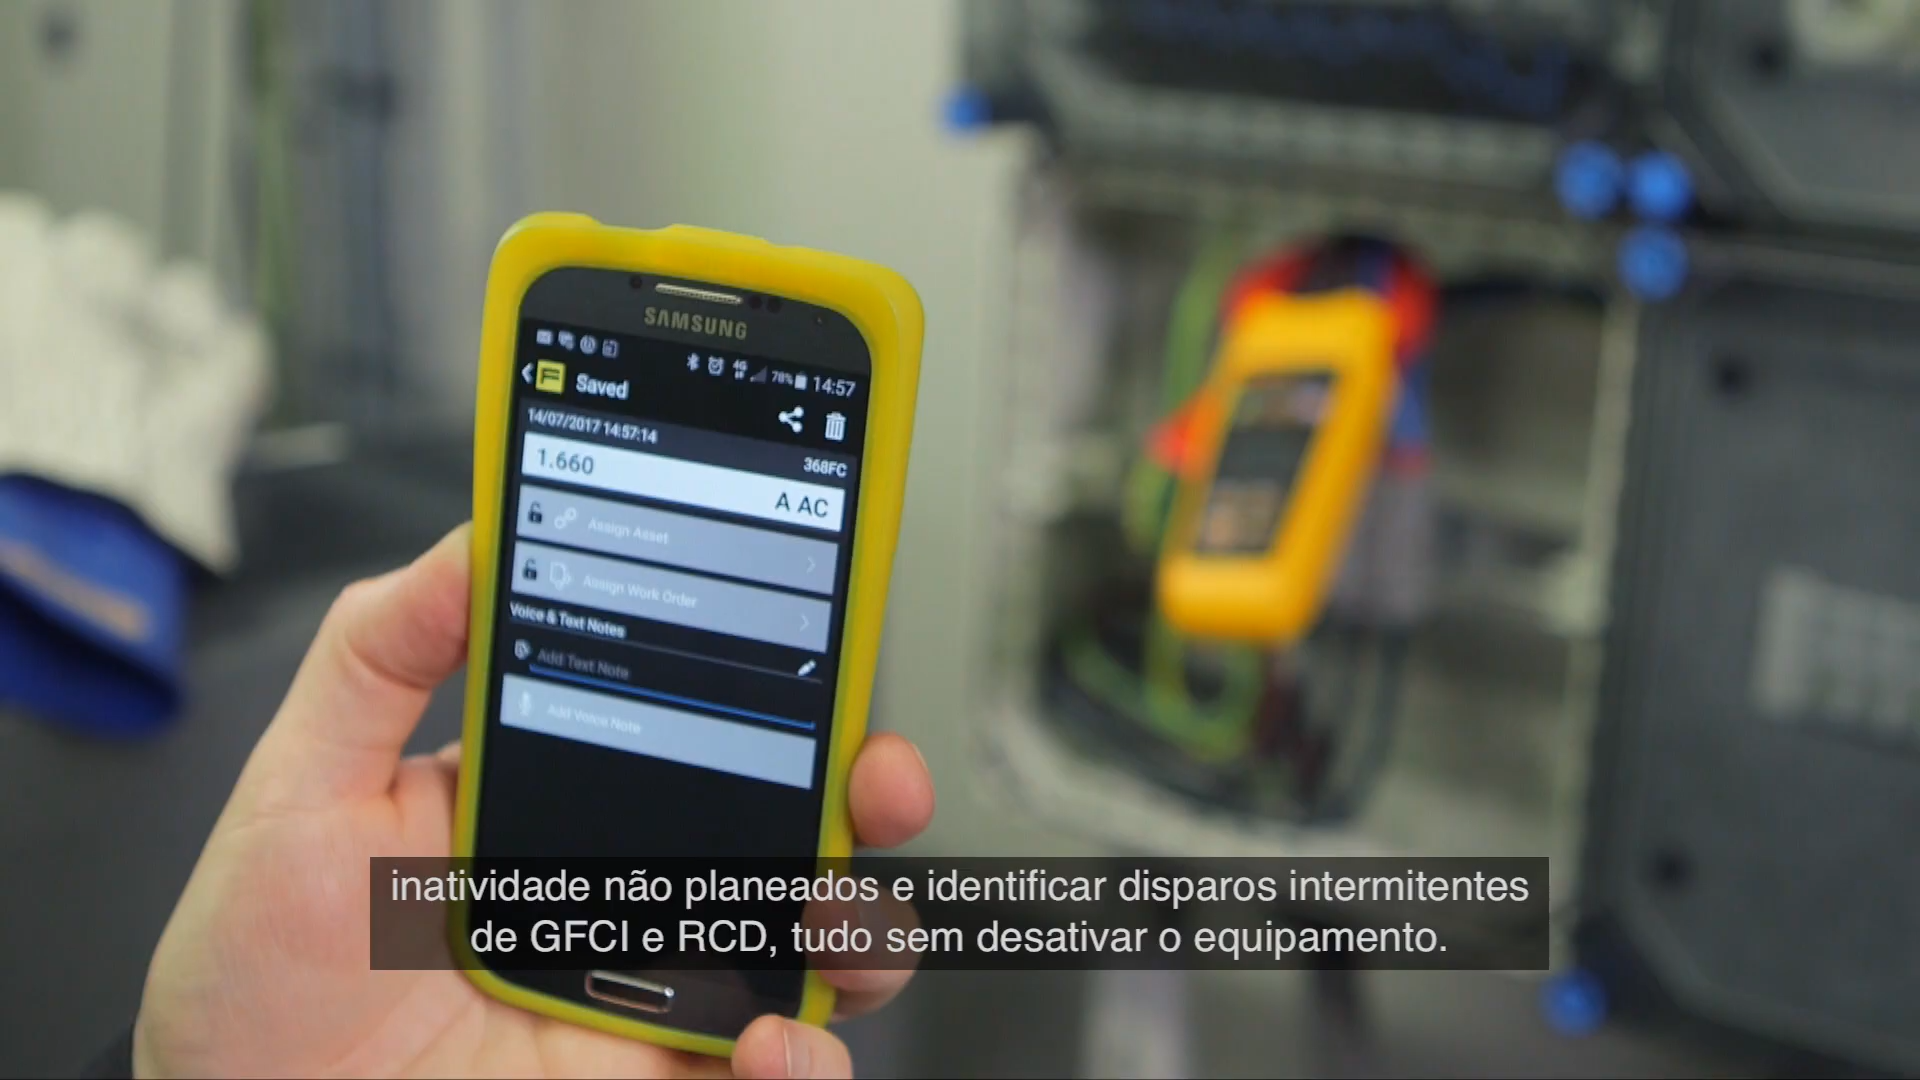 SAMSUNG
4G 78% 14:57
F Saved
14/07/2017 14:57:14
368FC
1.660
A AC
Assign Asset
Assign Work Order
Voice & Text Notes
Add Text Note
Add Voice Note
inatividade não planeados e identificar disparos intermitentes
de GFCI e RCD, tudo sem desativar o equipamento.